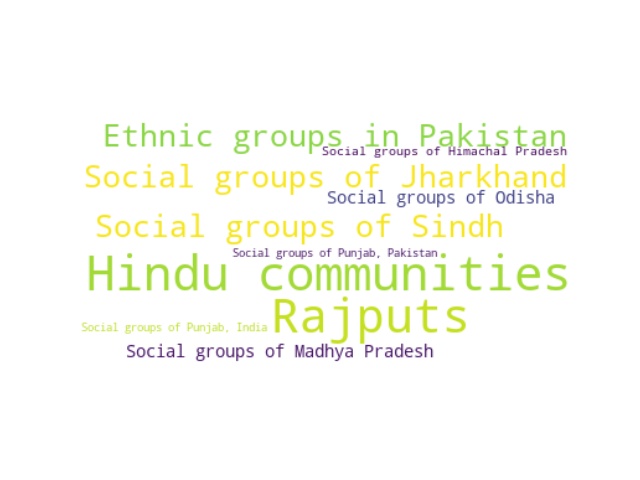 Ethnic groups in Pakistan
Social groups of Himachal Pradesh
Social groups of Jharkhand
Social groups of Odisha
Social groups of Sindh
Social groups of Punjab, Pakistan
Hindu communities
Rajputs
Social groups of Punjab, India
Social groups of Madhya Pradesh